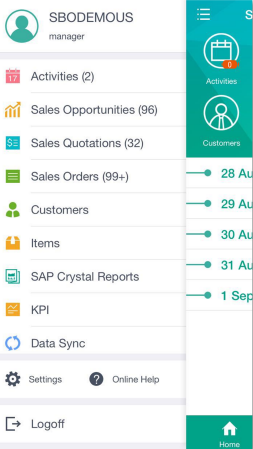 SBODEMOUS
manager
17
Activities (2)
Sales Opportunities (96)
S
Sales Quotations (32)
Sales Orders (99+)
Customers
Items
SAP Crystal Reports
KPI
Data Sync
Settings
? Online Help
Logoff
S
0
Activities
Customers
28 Au
29 Au
30 Au
31 Au
1 Sep
Home